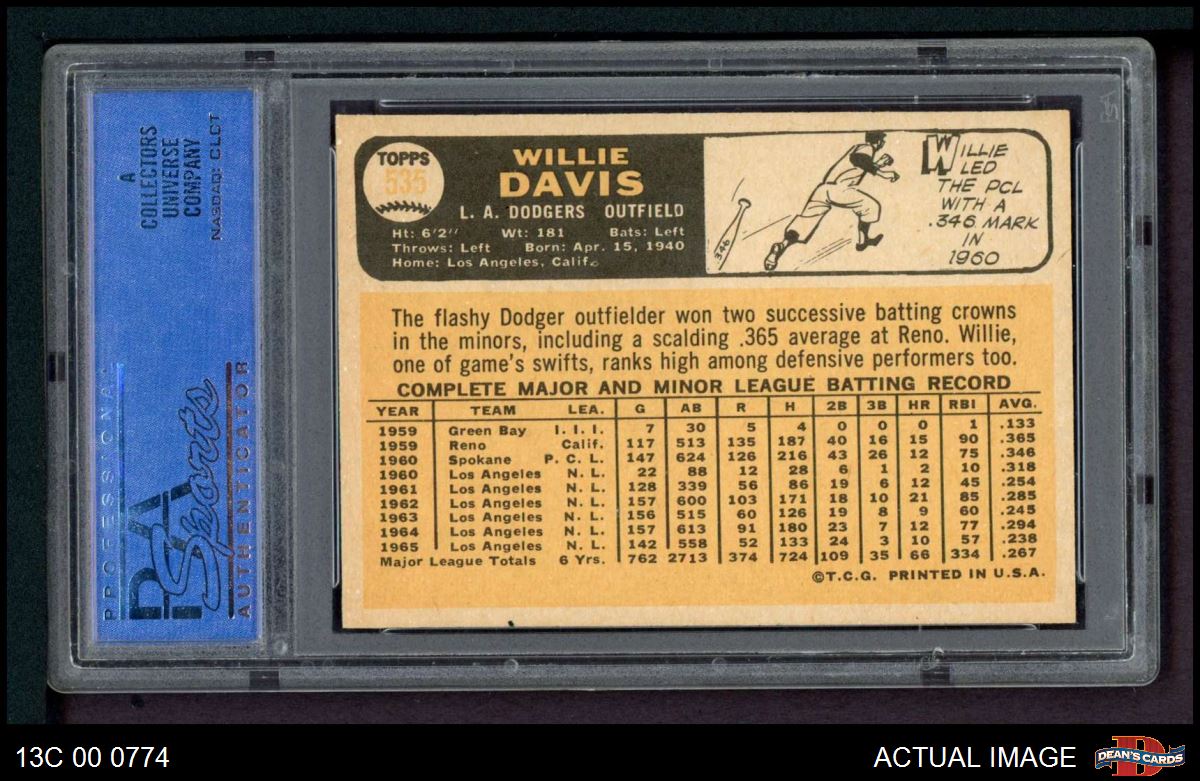 A
COLLECTORS
UNIVERSE
COMPANY
NASDAQ: CLCT
PROFESSIONAL
PSA
Sports
AUTHENTICATOR
TOPPS
535
WILLIE
DAVIS
L. A. DODGERS OUTFIELD
Ht: 6'2" Wt: 181 Bats: Left
Throws: Left Born: Apr. 15, 1940
Home: Los Angeles, Calif.
.346
WILLIE
LED
THE PCL
WITH A
.346 MARK
IN
1960
The flashy Dodger outfielder won two successive batting crowns
in the minors, including a scalding .365 average at Reno. Willie,
one of game's swifts, ranks high among defensive performers too.
COMPLETE MAJOR AND MINOR LEAGUE BATTING RECORD
YEAR TEAM LEA. G AB R H 2B 3B HR RBI AVG.
1959 Green Bay I. I. I. 7 30 5 4 0 0 0 1 .133
1959 Reno Calif. 117 513 135 187 40 16 15 90 .365
1960 Spokane P. C. L. 147 624 126 216 43 26 12 75 .346
1960 Los Angeles N. L. 22 88 12 28 6 1 2 10 .318
1961 Los Angeles N. L. 128 339 56 86 19 6 12 45 .254
1962 Los Angeles N. L. 157 600 103 171 18 10 21 85 .285
1963 Los Angeles N. L. 156 515 60 126 19 8 9 60 .245
1964 Los Angeles N. L. 157 613 91 180 23 7 12 77 .294
1965 Los Angeles N. L. 142 558 52 133 24 3 10 57 .238
Major League Totals 6 Yrs. 762 2713 374 724 109 35 66 334 .267
©T.C.G. PRINTED IN U.S.A.
13C 00 0774
ACTUAL IMAGE
D
DEAN'S CARDS